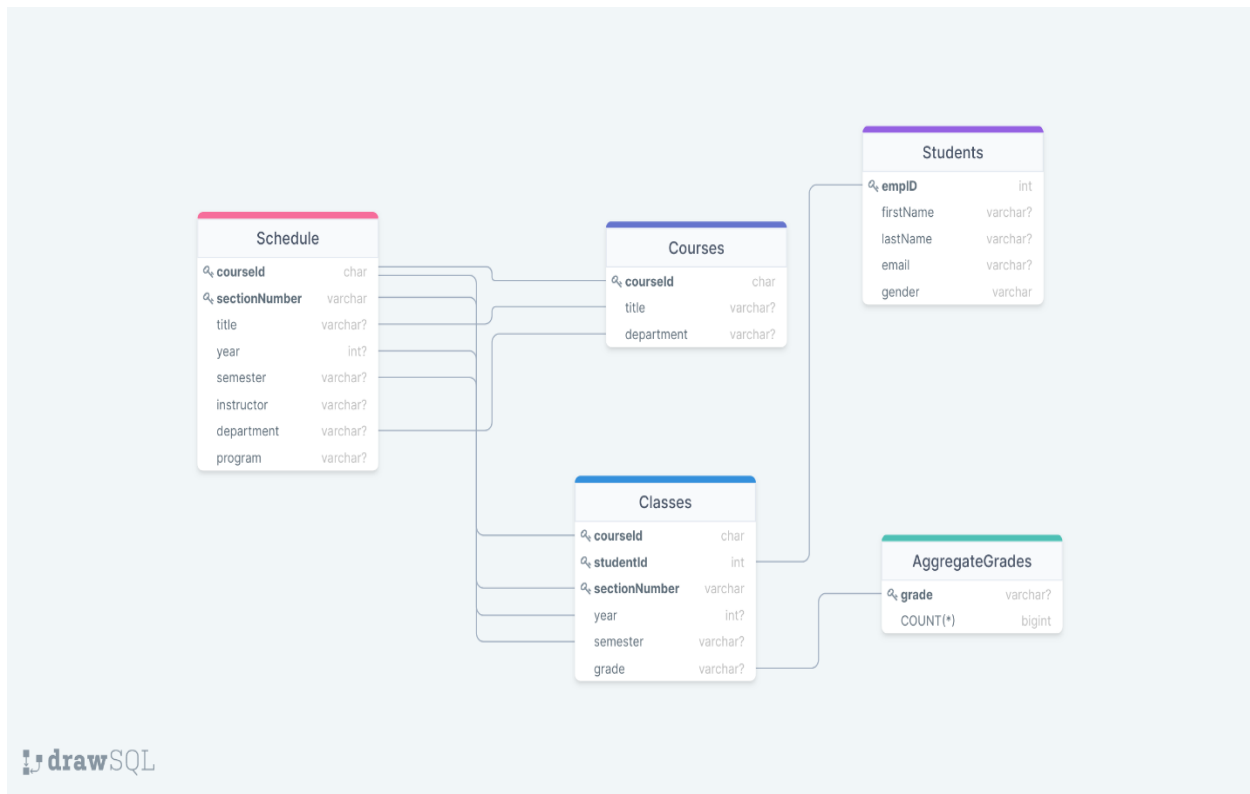 Schedule
courseId char
sectionNumber varchar
title varchar?
year int?
semester varchar?
instructor varchar?
department varchar?
program varchar?
Courses
courseId char
title varchar?
department varchar?
Students
empID int
firstName varchar?
lastName varchar?
email varchar?
gender varchar
Classes
courseId char
studentId int
sectionNumber varchar
year int?
semester varchar?
grade varchar?
AggregateGrades
grade varchar?
COUNT(*) bigint
drawSQL